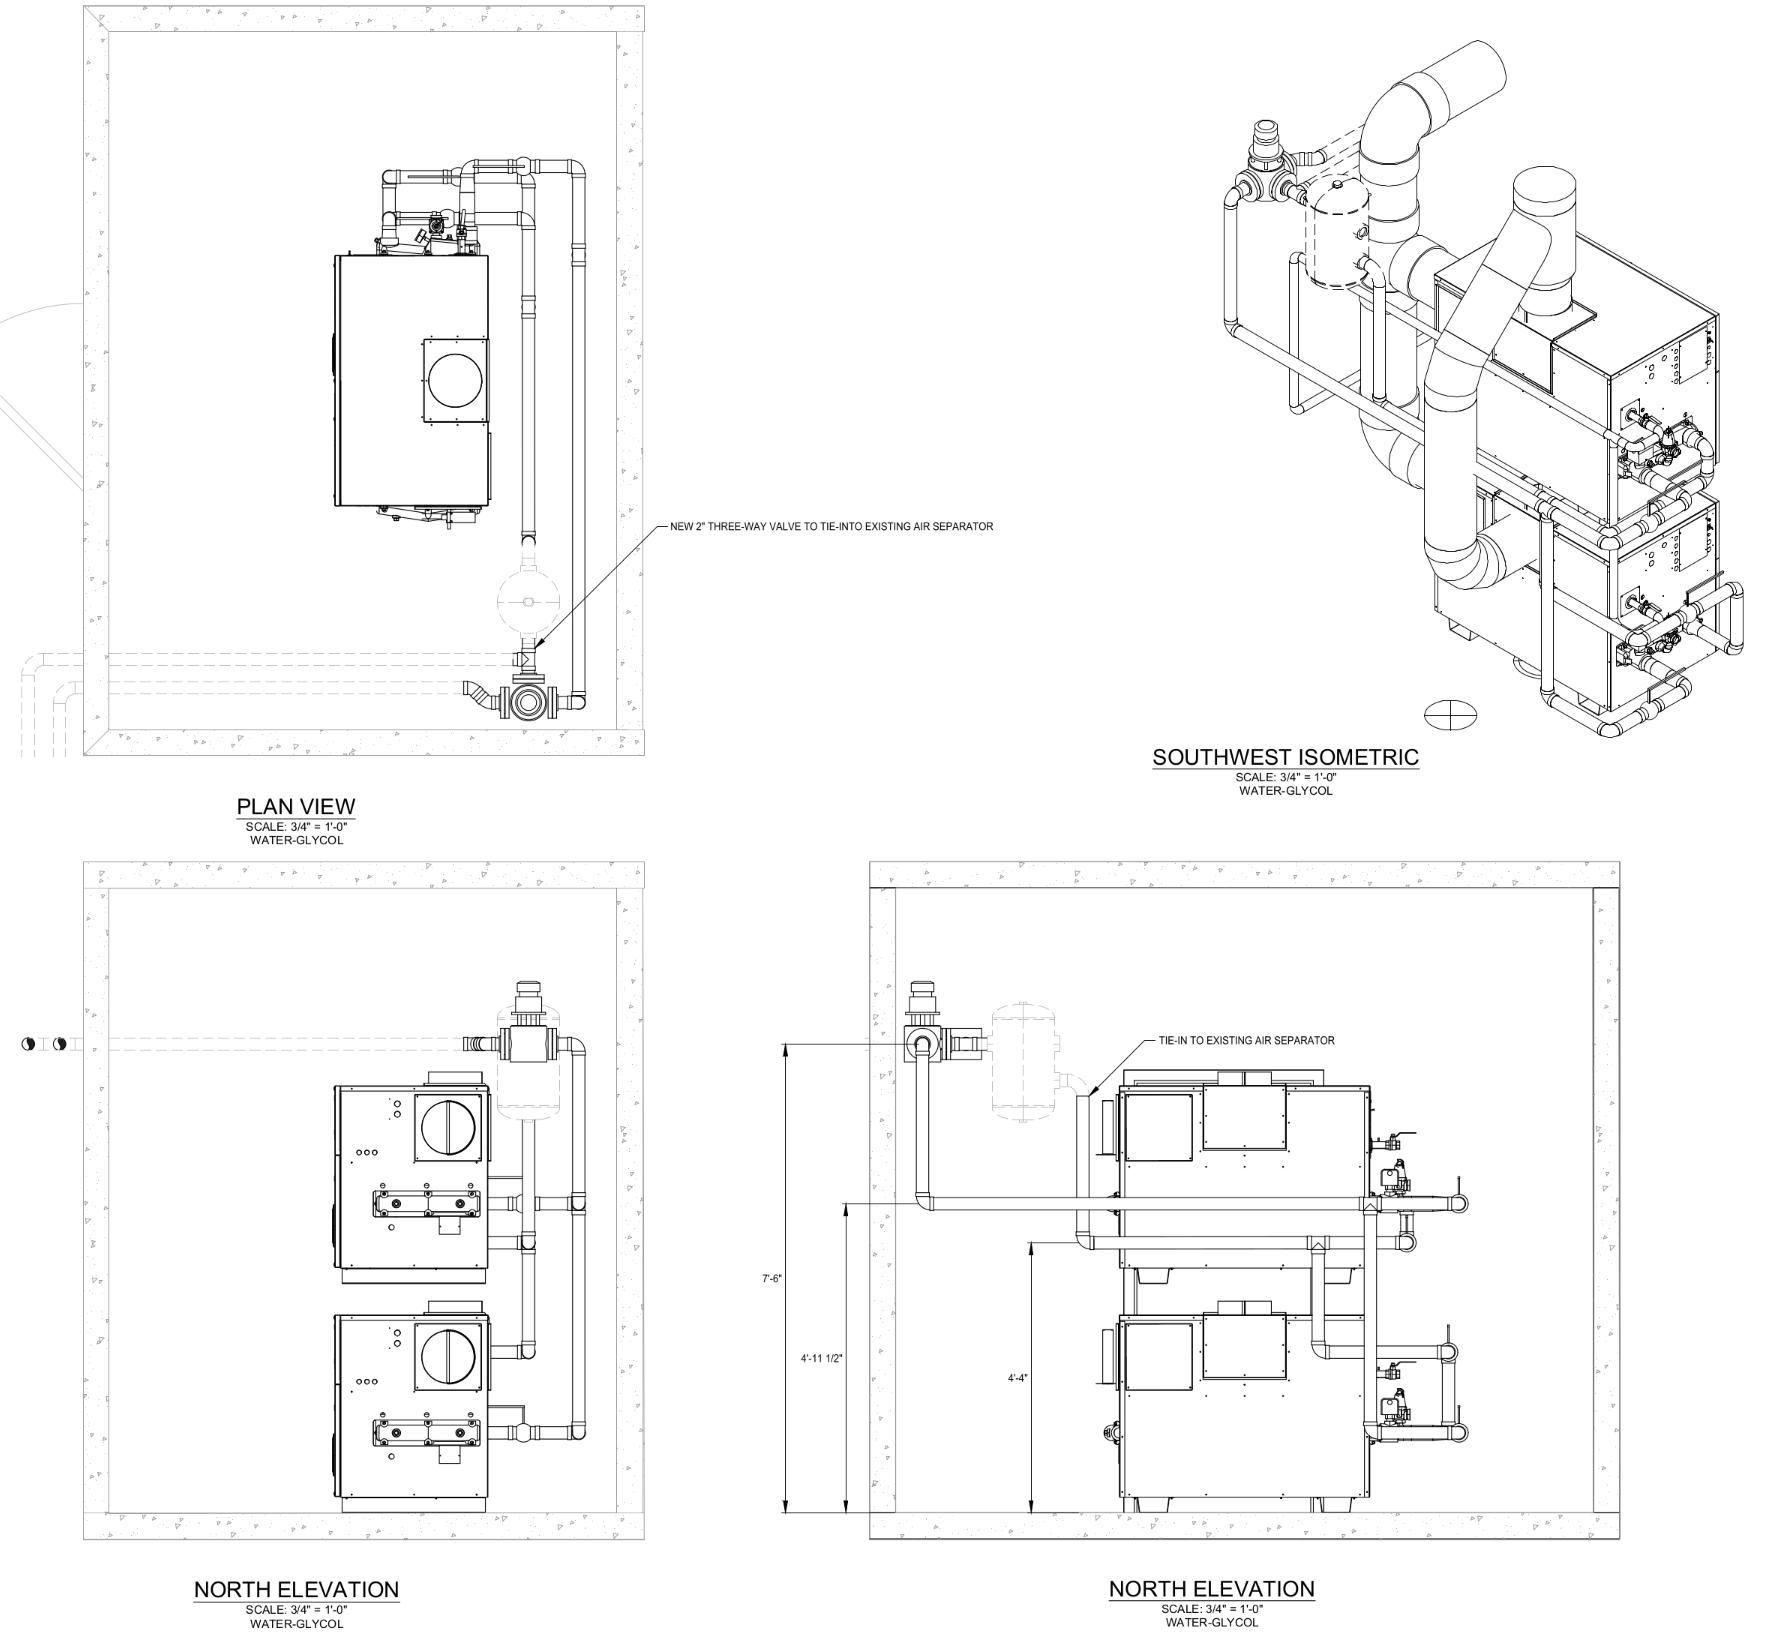 NEW 2" THREE-WAY VALVE TO TIE-INTO EXISTING AIR SEPARATOR
SOUTHWEST ISOMETRIC
SCALE: 3/4" = 1'-0"
WATER-GLYCOL
PLAN VIEW
SCALE: 3/4" = 1'-0"
WATER-GLYCOL
TIE-IN TO EXISTING AIR SEPARATOR
7'-6"
4'-11 1/2"
4'-4"
NORTH ELEVATION
SCALE: 3/4" = 1'-0"
WATER-GLYCOL
NORTH ELEVATION
SCALE: 3/4" = 1'-0"
WATER-GLYCOL